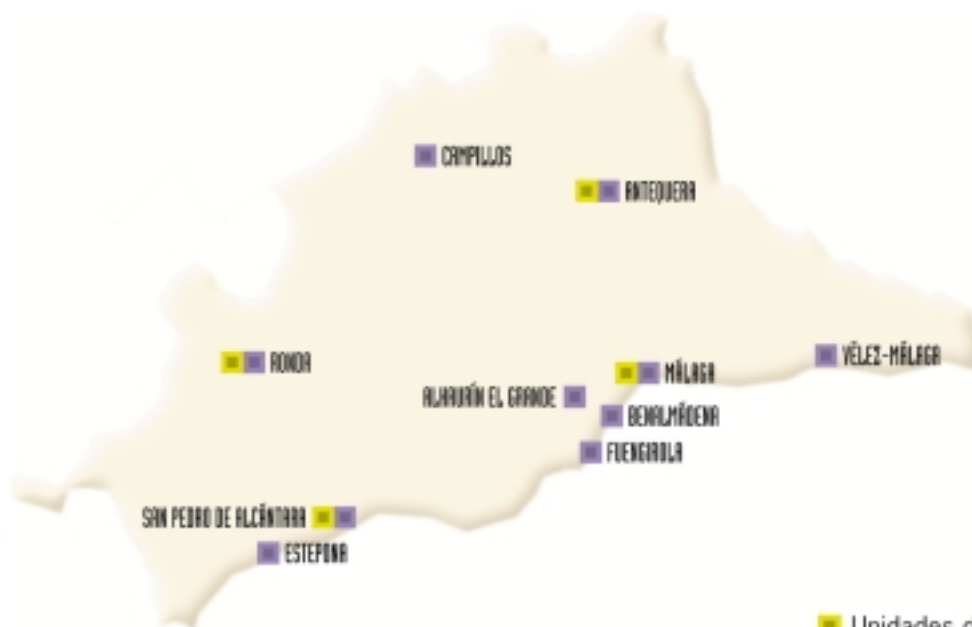 CAMPILLOS
ANTEQUERA
RONDA
VÉLEZ-MÁLAGA
MÁLAGA
ALHAURÍN EL GRANDE
BENALMÁDENA
FUENGIROLA
SAN PEDRO DE ALCÁNTARA
ESTEPONA
Unidades